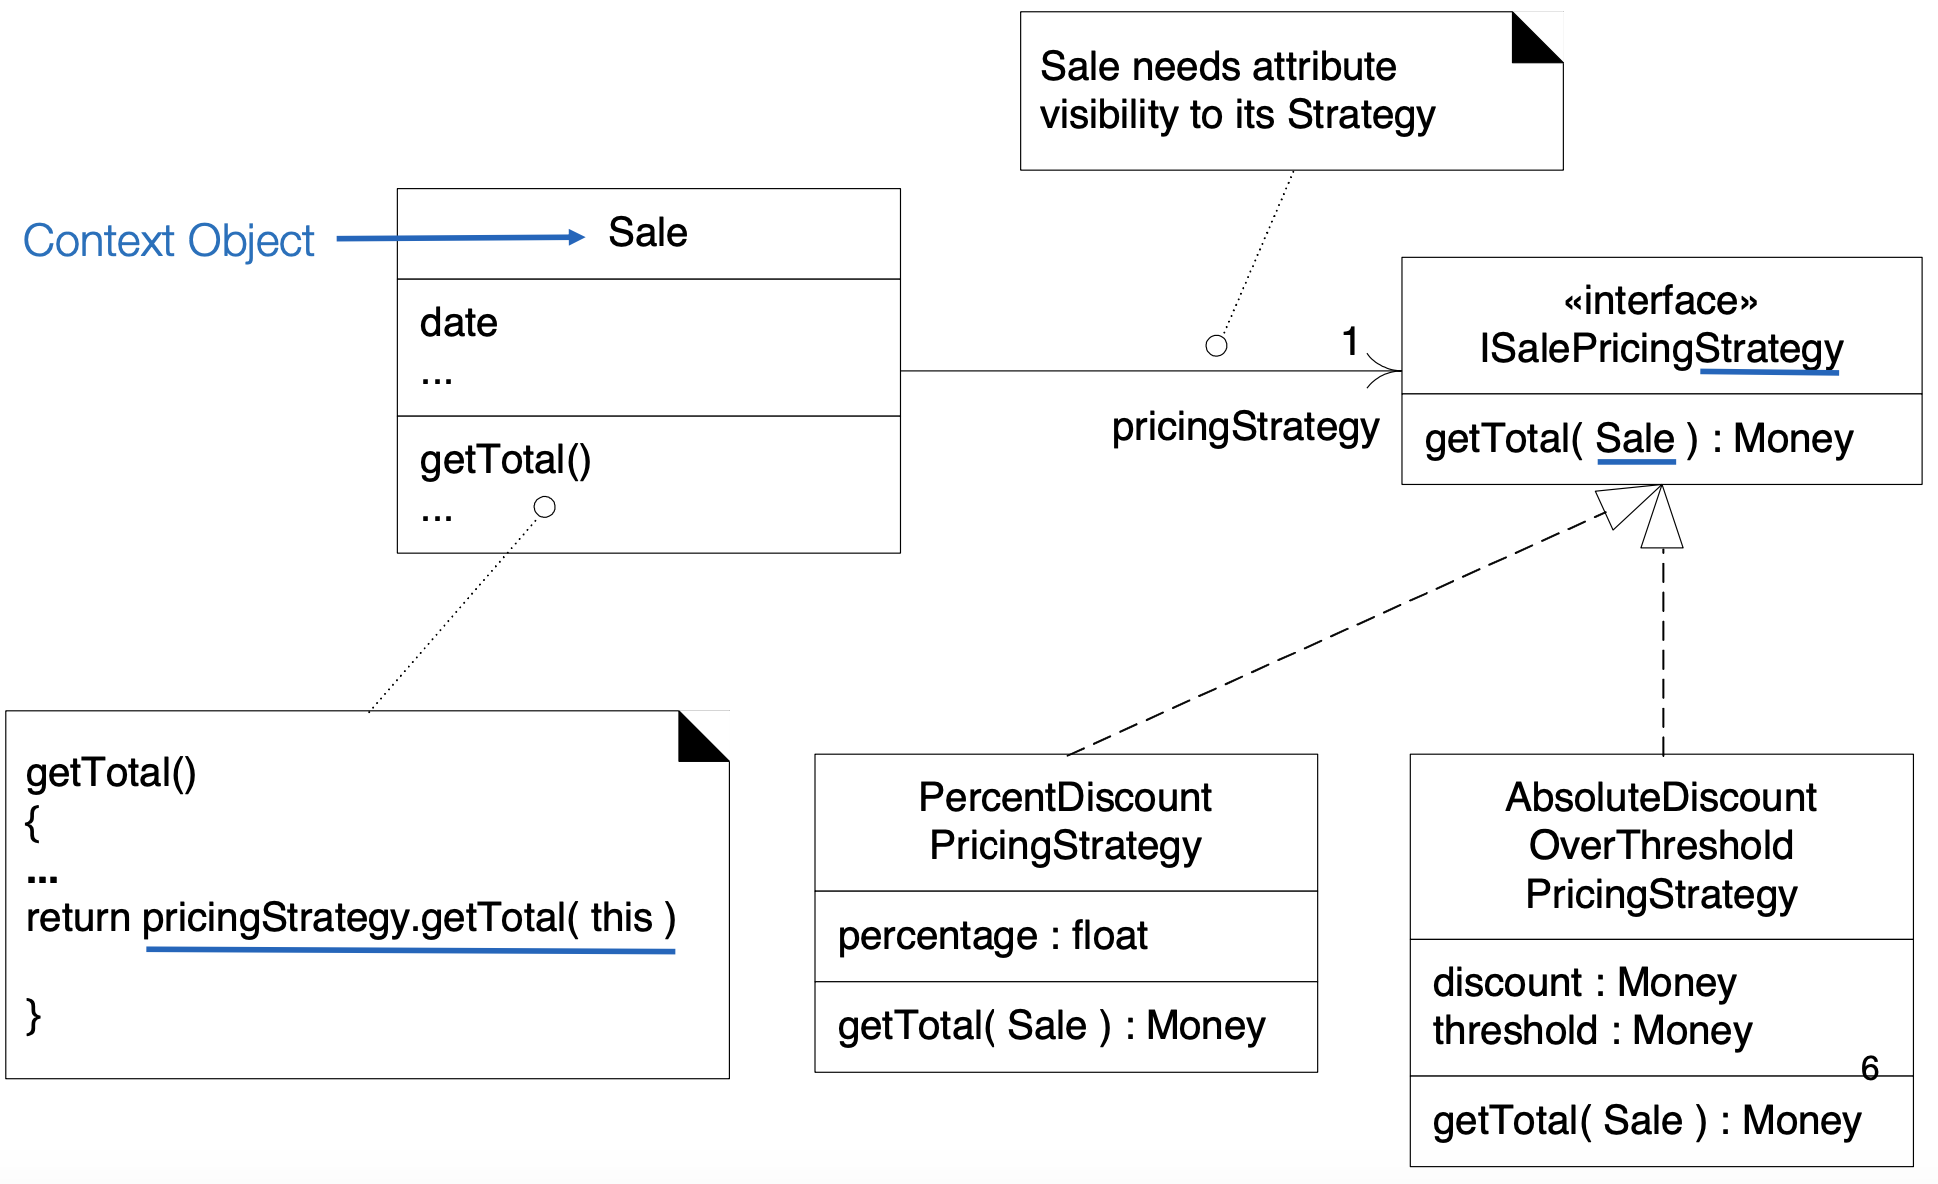 Sale needs attribute
visibility to its Strategy
Context Object
Sale
date
...
getTotal()
...
1
pricingStrategy
«interface»
ISalePricingStrategy
getTotal( Sale ) : Money
getTotal()
{
...
return pricingStrategy.getTotal( this )
}
PercentDiscount
PricingStrategy
percentage : float
getTotal( Sale ) : Money
AbsoluteDiscount
OverThreshold
PricingStrategy
discount : Money
threshold : Money
6
getTotal( Sale ) : Money